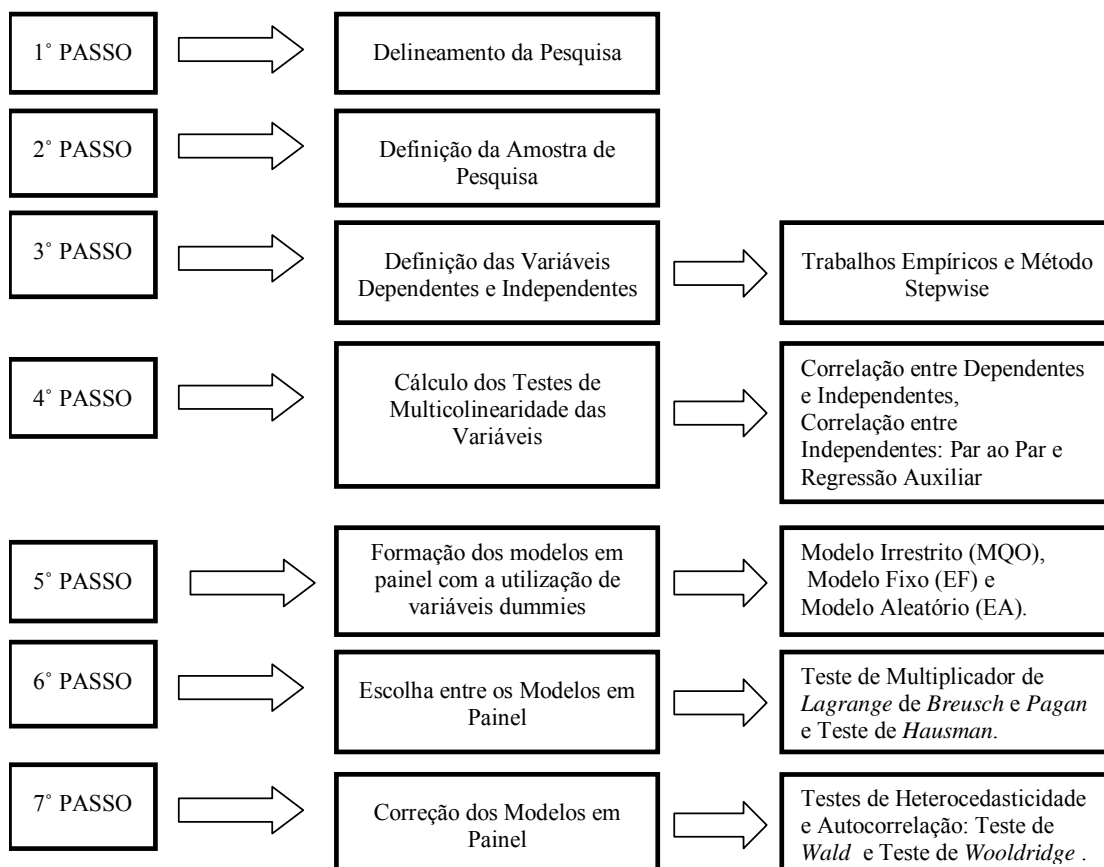 1˚ PASSO
Delineamento da Pesquisa
2˚ PASSO
Definição da Amostra de
Pesquisa
3˚ PASSO
Definição das Variáveis
Dependentes e Independentes
Trabalhos Empíricos e Método
Stepwise
4˚ PASSO
Cálculo dos Testes de
Multicolinearidade das
Variáveis
Correlação entre Dependentes
e Independentes,
Correlação entre
Independentes: Par ao Par e
Regressão Auxiliar
5˚ PASSO
Formação dos modelos em
painel com a utilização de
variáveis dummies
Modelo Irrestrito (MQO),
Modelo Fixo (EF) e
Modelo Aleatório (EA).
6˚ PASSO
Escolha entre os Modelos em
Painel
Teste de Multiplicador de
Lagrange de Breusch e Pagan
e Teste de Hausman.
7˚ PASSO
Correção dos Modelos em
Painel
Testes de Heterocedasticidade
e Autocorrelação: Teste de
Wald e Teste de Wooldridge .